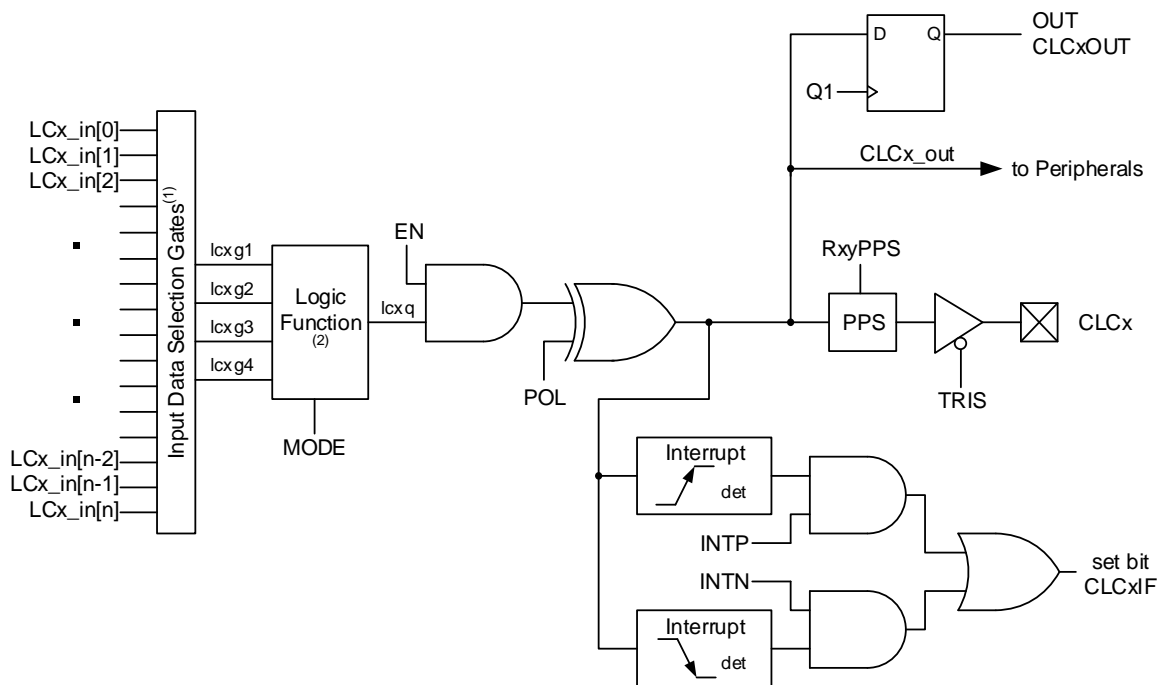 OUT
CLCxOUT
D
Q
Q1
LCx_in[0]
LCx_in[1]
LCx_in[2]
CLCx_out
to Peripherals
Input Data Selection Gates(1)
EN
RxyPPS
lcxg1
lcxg2
lcxg3
lcxg4
Logic
Function
(2)
lcxq
PPS
CLCx
POL
TRIS
MODE
LCx_in[n-2]
LCx_in[n-1]
LCx_in[n]
Interrupt
det
INTP
INTN
set bit
CLCxIF
Interrupt
det